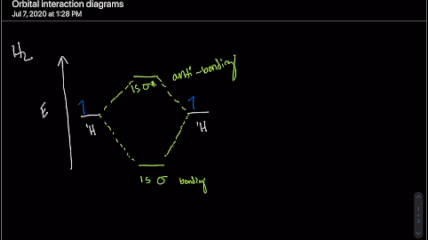 Orbital interaction diagrams
Jul 7, 2020 at 1:28 PM
H₂
anti-bonding
1s σ*
E
1 1
¹H ¹H
1s σ bonding